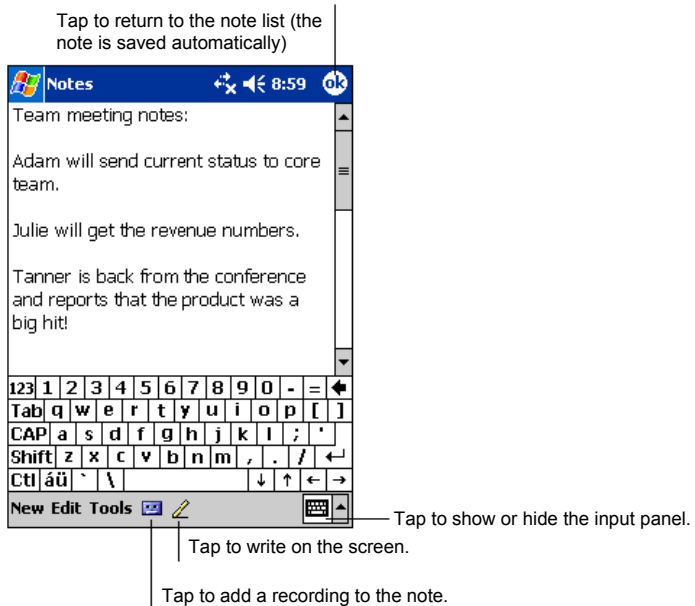 Tap to return to the note list (the
note is saved automatically)
Notes 8:59 ok
Team meeting notes:
Adam will send current status to core
team.
Julie will get the revenue numbers.
Tanner is back from the conference
and reports that the product was a
big hit!
123 1 2 3 4 5 6 7 8 9 0 - =
Tab q w e r t y u i o p [ ]
CAP a s d f g h j k l ; '
Shift z x c v b n m , . /
Ctl áü ` \
New Edit Tools
Tap to show or hide the input panel.
Tap to write on the screen.
Tap to add a recording to the note.